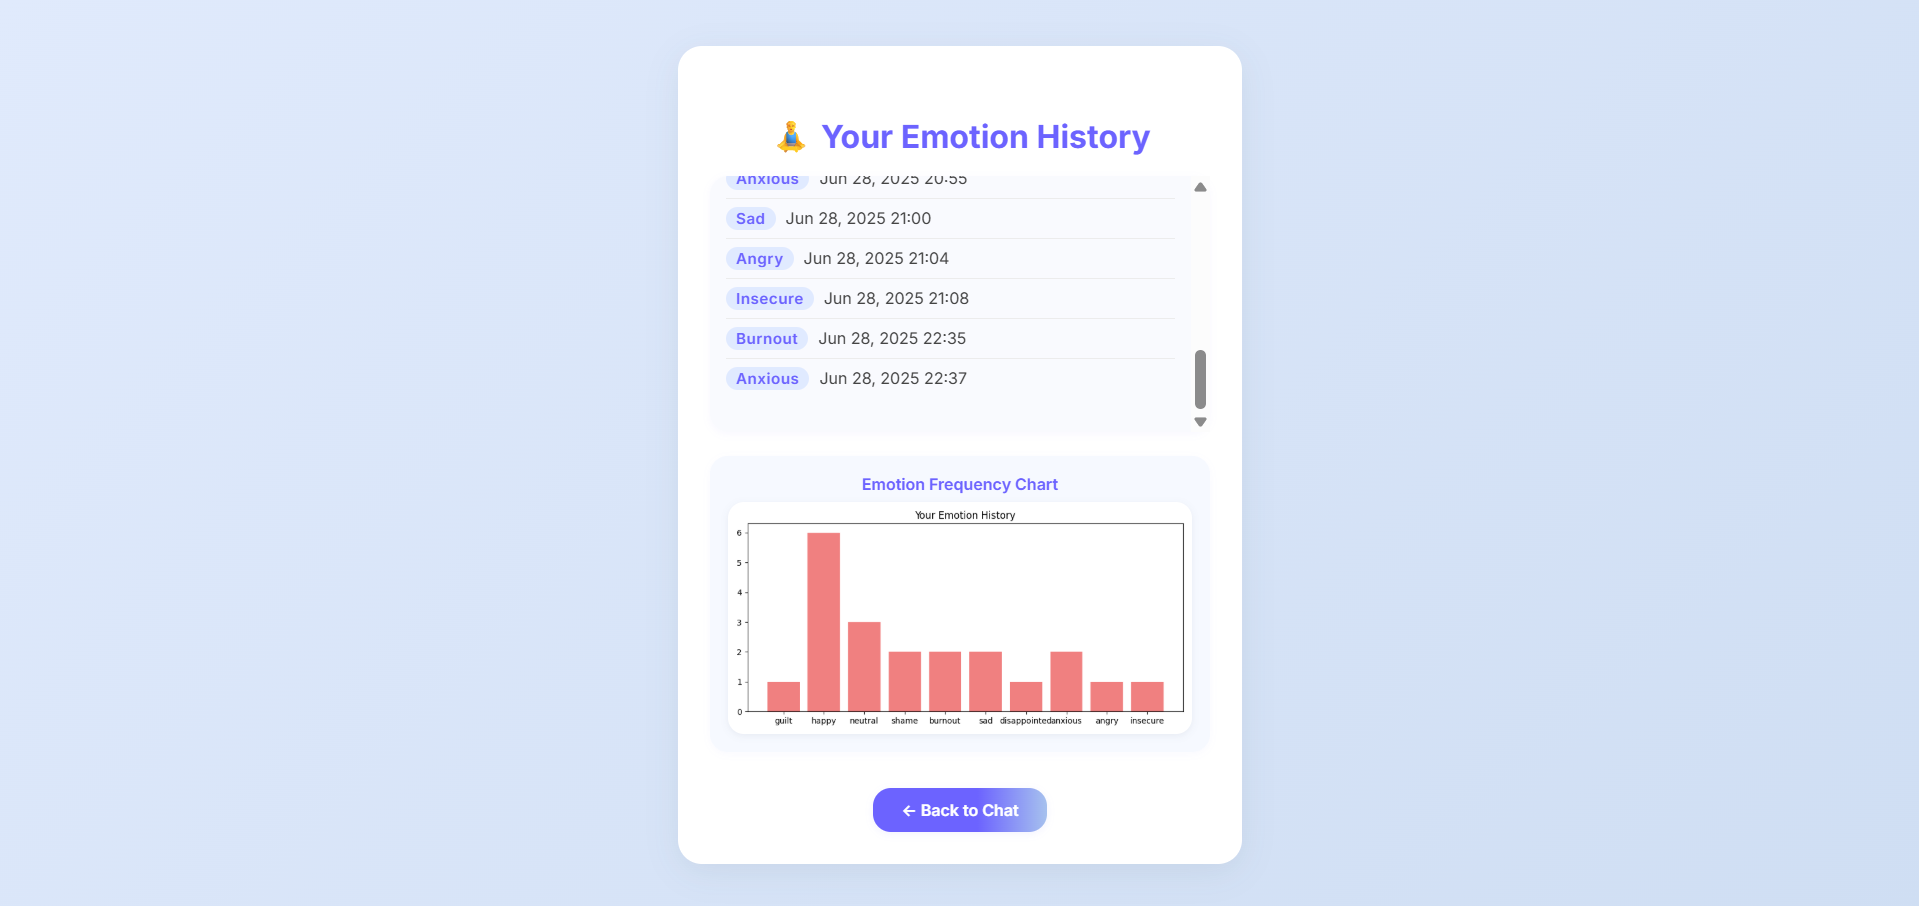 Your Emotion History
Anxious Jun 28, 2025 20:55
Sad Jun 28, 2025 21:00
Angry Jun 28, 2025 21:04
Insecure Jun 28, 2025 21:08
Burnout Jun 28, 2025 22:35
Anxious Jun 28, 2025 22:37
Emotion Frequency Chart
Your Emotion History
6
5
4
3
2
1
0
guilt happy neutral shame burnout sad disappointed anxious angry insecure
← Back to Chat